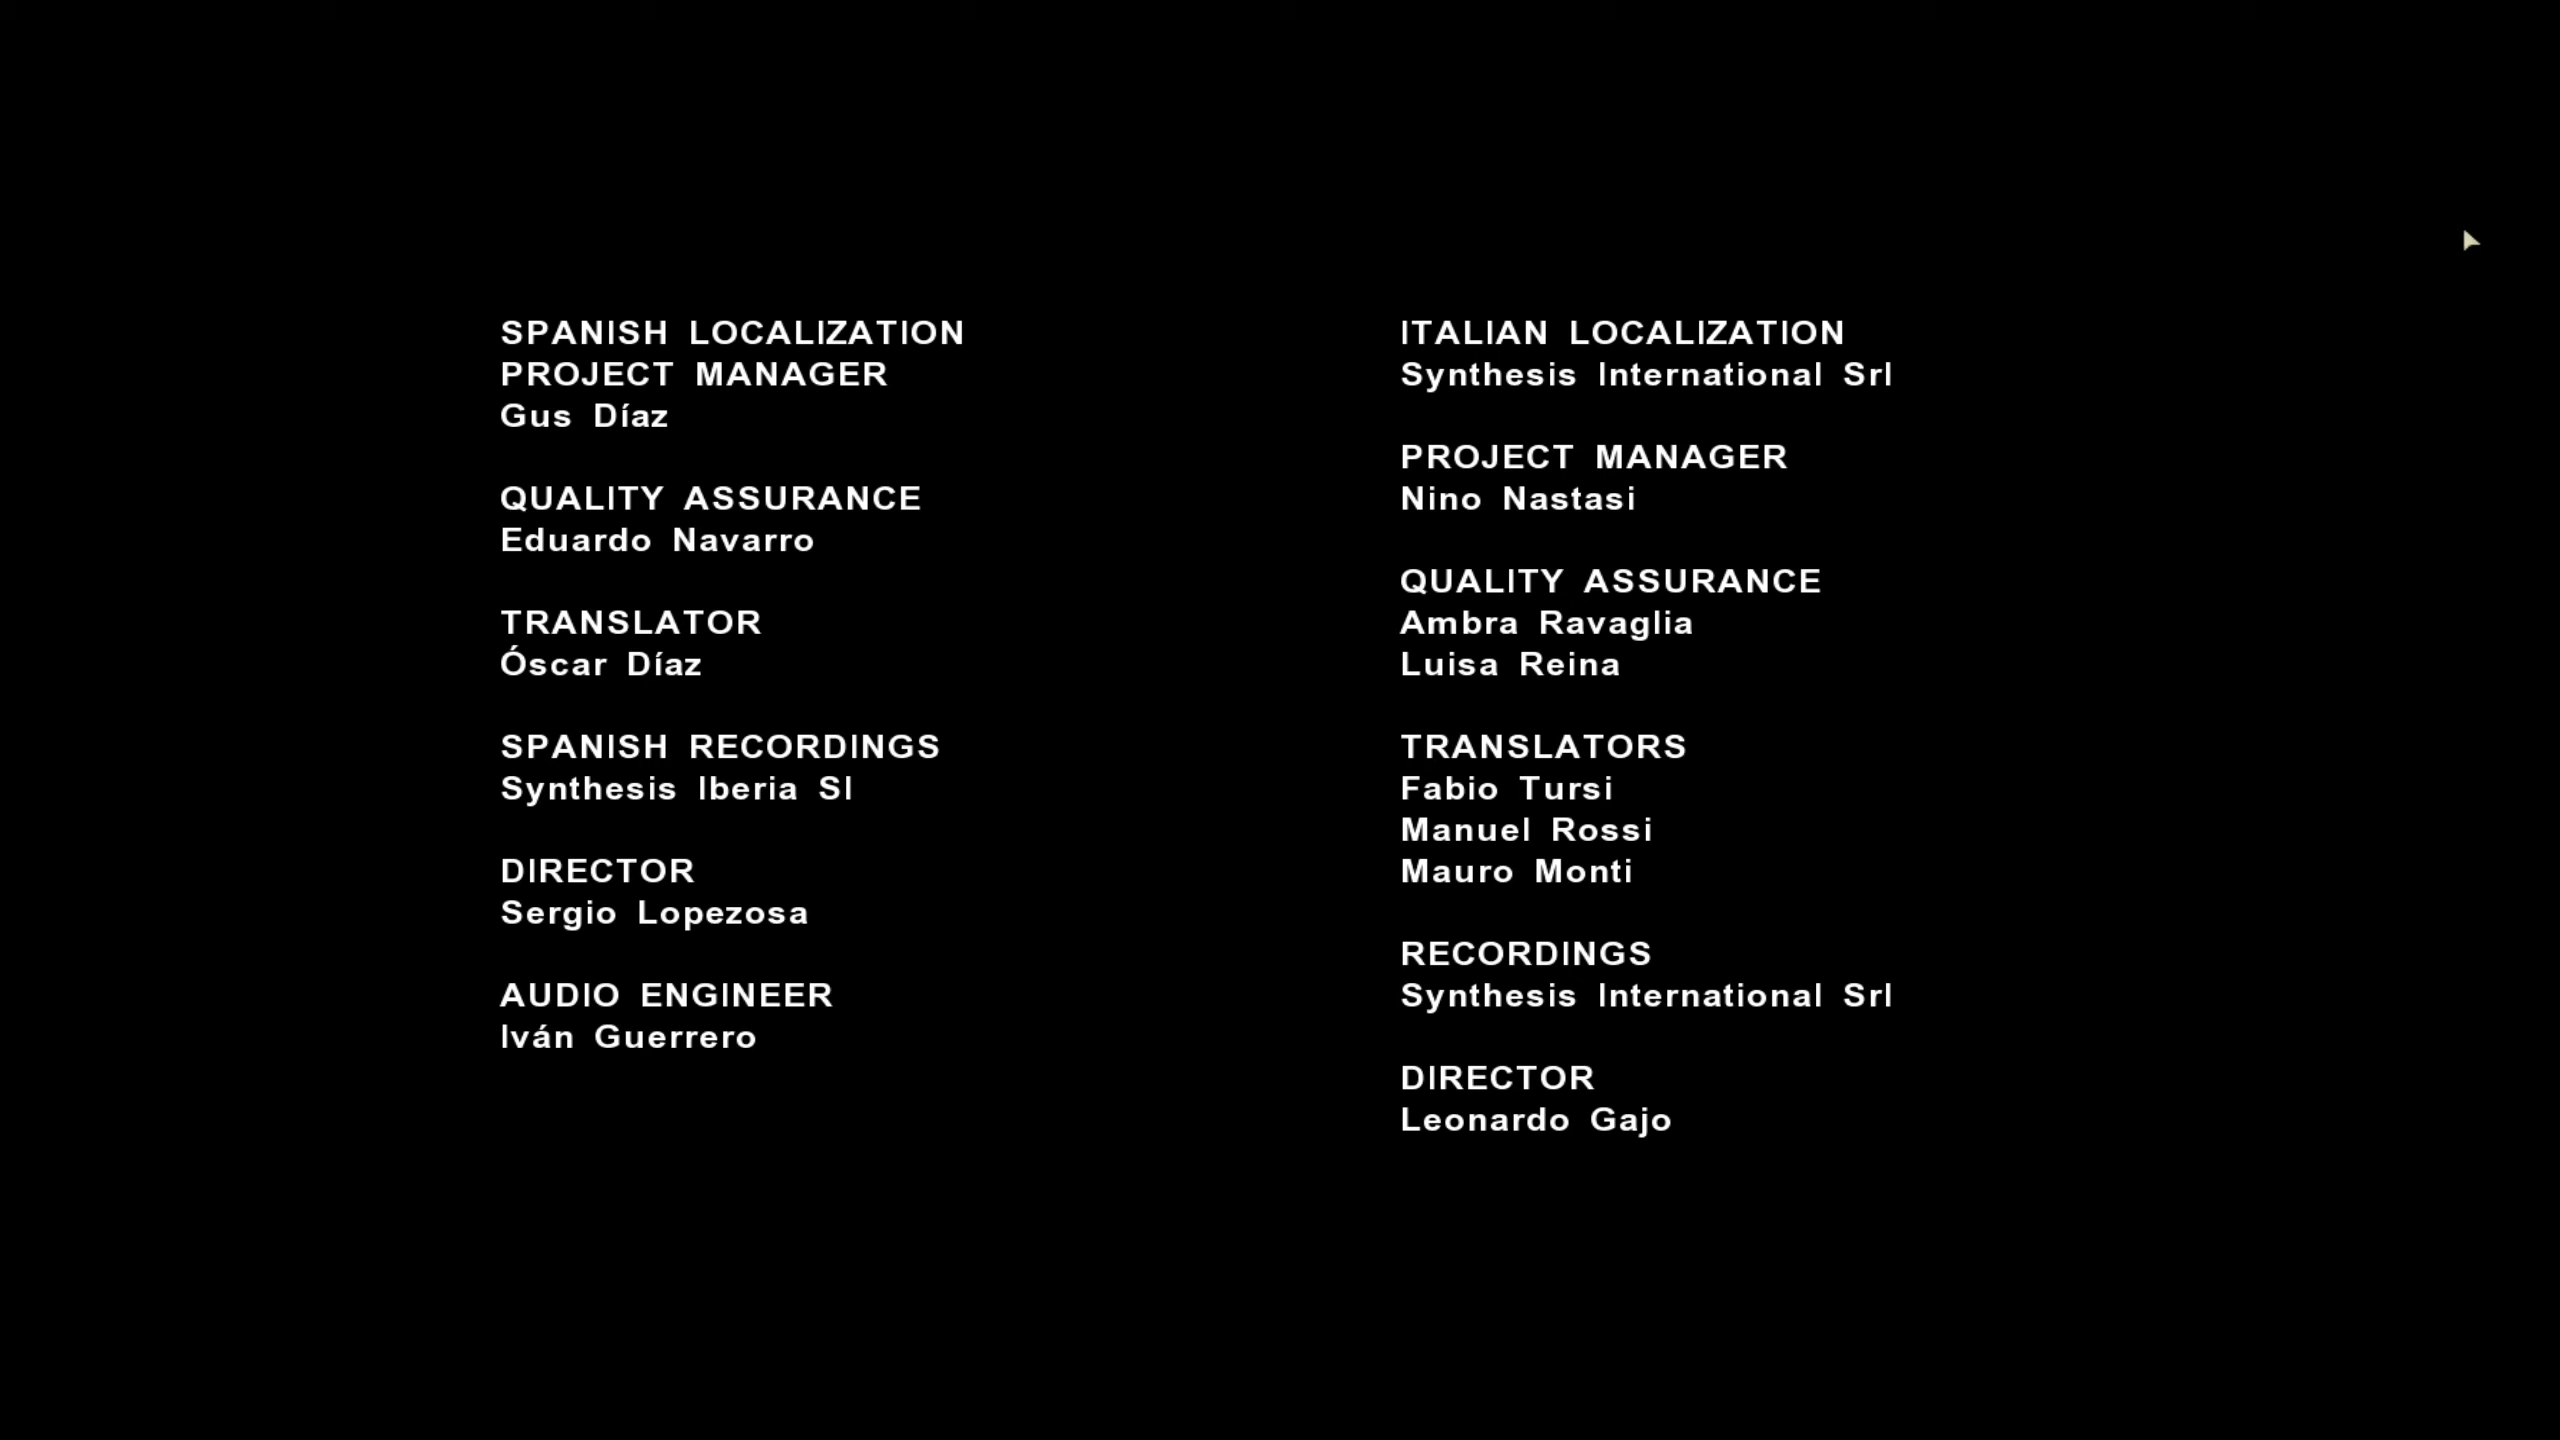 SPANISH LOCALIZATION
PROJECT MANAGER
Gus Díaz
QUALITY ASSURANCE
Eduardo Navarro
TRANSLATOR
Óscar Díaz
SPANISH RECORDINGS
Synthesis Iberia Sl
DIRECTOR
Sergio Lopezosa
AUDIO ENGINEER
Iván Guerrero
ITALIAN LOCALIZATION
Synthesis International Srl
PROJECT MANAGER
Nino Nastasi
QUALITY ASSURANCE
Ambra Ravaglia
Luisa Reina
TRANSLATORS
Fabio Tursi
Manuel Rossi
Mauro Monti
RECORDINGS
Synthesis International Srl
DIRECTOR
Leonardo Gajo